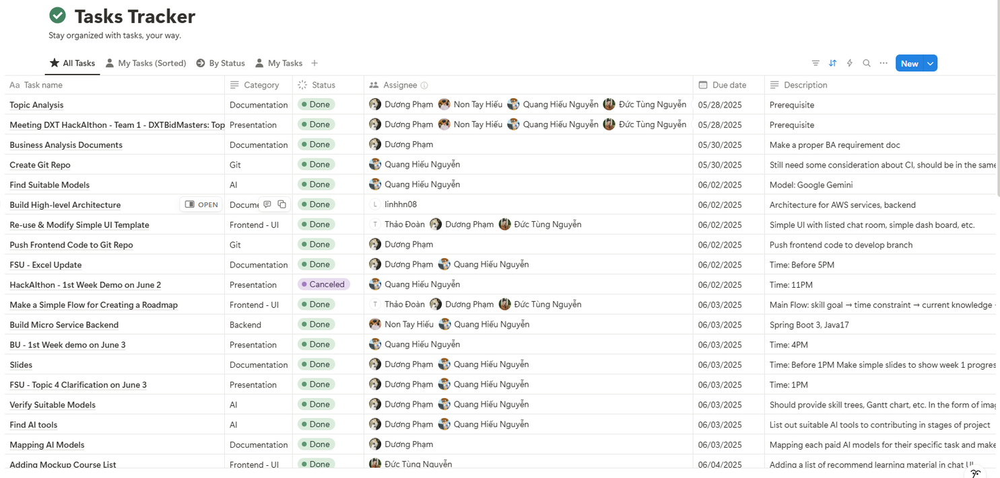 Tasks Tracker
Stay organized with tasks, your way.
All Tasks My Tasks (Sorted) By Status My Tasks + New
Aa Task name Category Status Assignee Due date Description
Topic Analysis Documentation Done Dương Phạm Non Tay Hiếu Quang Hiếu Nguyễn Đức Tùng Nguyễn 05/28/2025 Prerequisite
Meeting DXT HackAIthon - Team 1 - DXTBidMasters: Top Presentation Done Dương Phạm Non Tay Hiếu Quang Hiếu Nguyễn Đức Tùng Nguyễn 05/28/2025 Prerequisite
Business Analysis Documents Documentation Done Dương Phạm 05/30/2025 Make a proper BA requirement doc
Create Git Repo Git Done Quang Hiếu Nguyễn 05/30/2025 Still need some consideration about CI, should be in the same
Find Suitable Models AI Done Quang Hiếu Nguyễn 06/02/2025 Model: Google Gemini
Build High-level Architecture OPEN Docume Done L linhhn08 06/02/2025 Architecture for AWS services, backend
Re-use & Modify Simple UI Template Frontend - UI Done T Thảo Đoàn Dương Phạm Đức Tùng Nguyễn 06/02/2025 Simple UI with listed chat room, simple dash board, etc.
Push Frontend Code to Git Repo Git Done Dương Phạm 06/02/2025 Push frontend code to develop branch
FSU - Excel Update Documentation Done Dương Phạm Quang Hiếu Nguyễn 06/02/2025 Time: Before 5PM
HackAIthon - 1st Week Demo on June 2 Presentation Canceled Quang Hiếu Nguyễn 06/02/2025 Time: 11PM
Make a Simple Flow for Creating a Roadmap Frontend - UI Done T Thảo Đoàn Dương Phạm Đức Tùng Nguyễn 06/03/2025 Main Flow: skill goal → time constraint → current knowledge
Build Micro Service Backend Backend Done Non Tay Hiếu Quang Hiếu Nguyễn 06/03/2025 Spring Boot 3, Java17
BU - 1st Week demo on June 3 Presentation Done Quang Hiếu Nguyễn 06/03/2025 Time: 4PM
Slides Documentation Done Dương Phạm Quang Hiếu Nguyễn 06/03/2025 Time: Before 1PM Make simple slides to show week 1 progres
FSU - Topic 4 Clarification on June 3 Presentation Done Dương Phạm Quang Hiếu Nguyễn 06/03/2025 Time: 1PM
Verify Suitable Models AI Done Dương Phạm Quang Hiếu Nguyễn 06/03/2025 Should provide skill trees, Gantt chart, etc. In the form of imag
Find AI tools AI Done Dương Phạm Quang Hiếu Nguyễn 06/03/2025 List out suitable AI tools to contributing in stages of project
Mapping AI Models Documentation Done Dương Phạm 06/03/2025 Mapping each paid AI models for their specific task and make
Adding Mockup Course List Frontend - UI Done Đức Tùng Nguyễn 06/04/2025 Adding a list of recommend learning material in chat UI